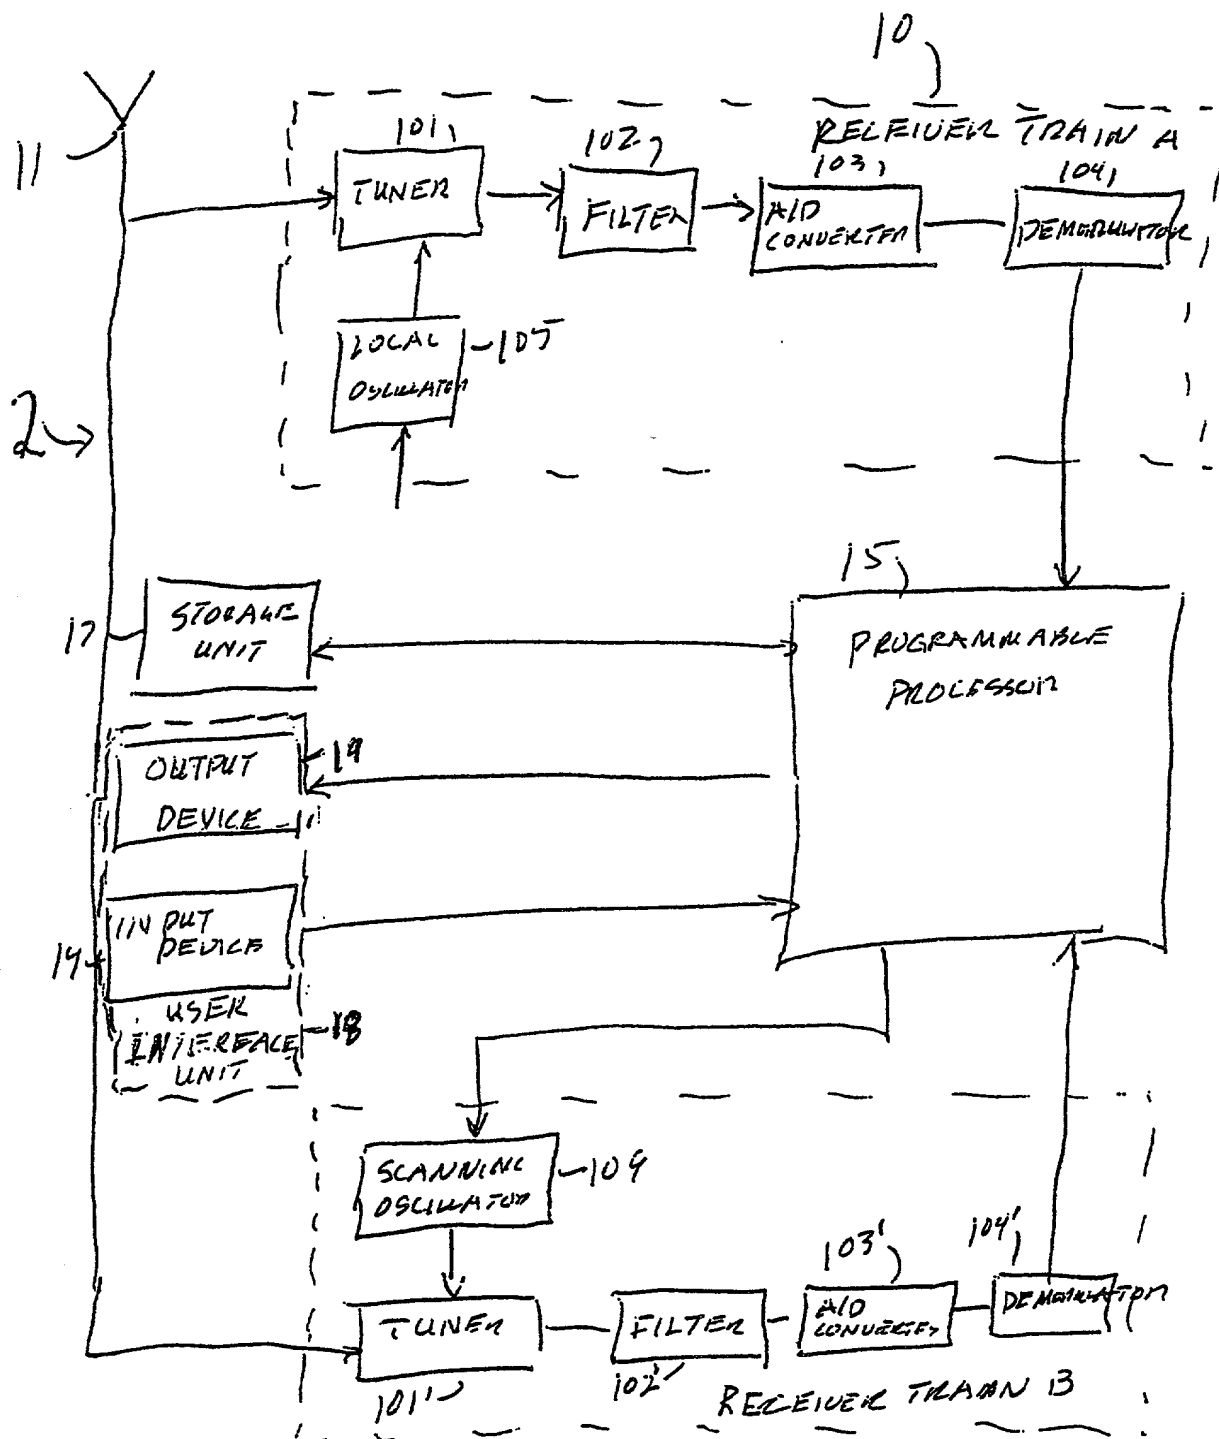 10
RECEIVER TRAIN A
11
101
TUNER
102
FILTER
103
A/D
CONVERTER
104
DEMODULATOR
LOCAL
OSCILLATOR
105
2
15
PROGRAMMABLE
PROCESSOR
17
STORAGE
UNIT
19
OUTPUT
DEVICE
14
INPUT
DEVICE
USER
INTERFACE
UNIT
18
SCANNING
OSCILLATOR
109
TUNER
101'
FILTER
102'
103'
A/D
CONVERTER
104'
DEMODULATOR
RECEIVER TRAIN B